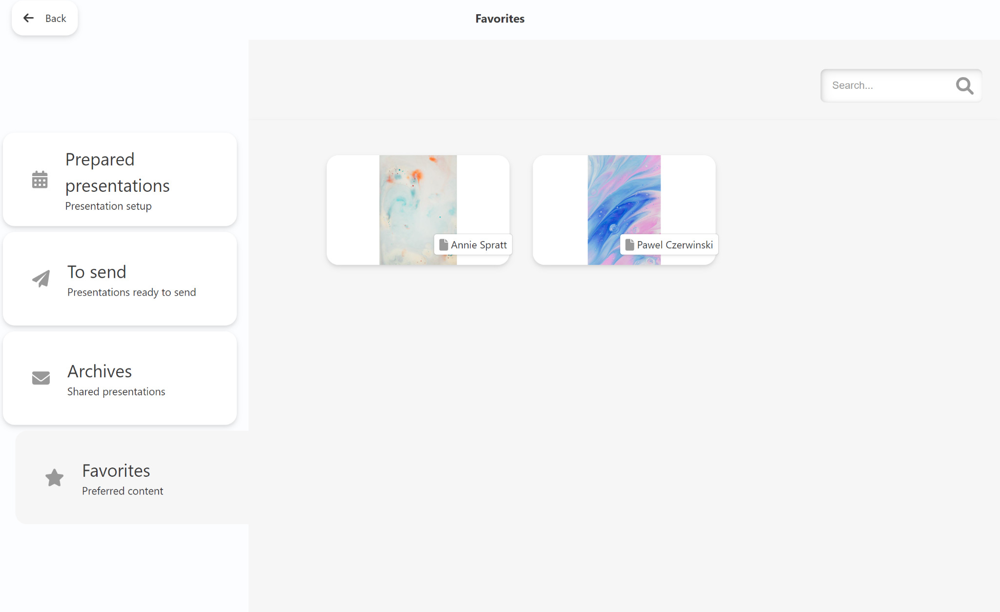 Back
Favorites
Search...
Prepared
presentations
Presentation setup
To send
Presentations ready to send
Archives
Shared presentations
Favorites
Preferred content
Annie Spratt
Pawel Czerwinski